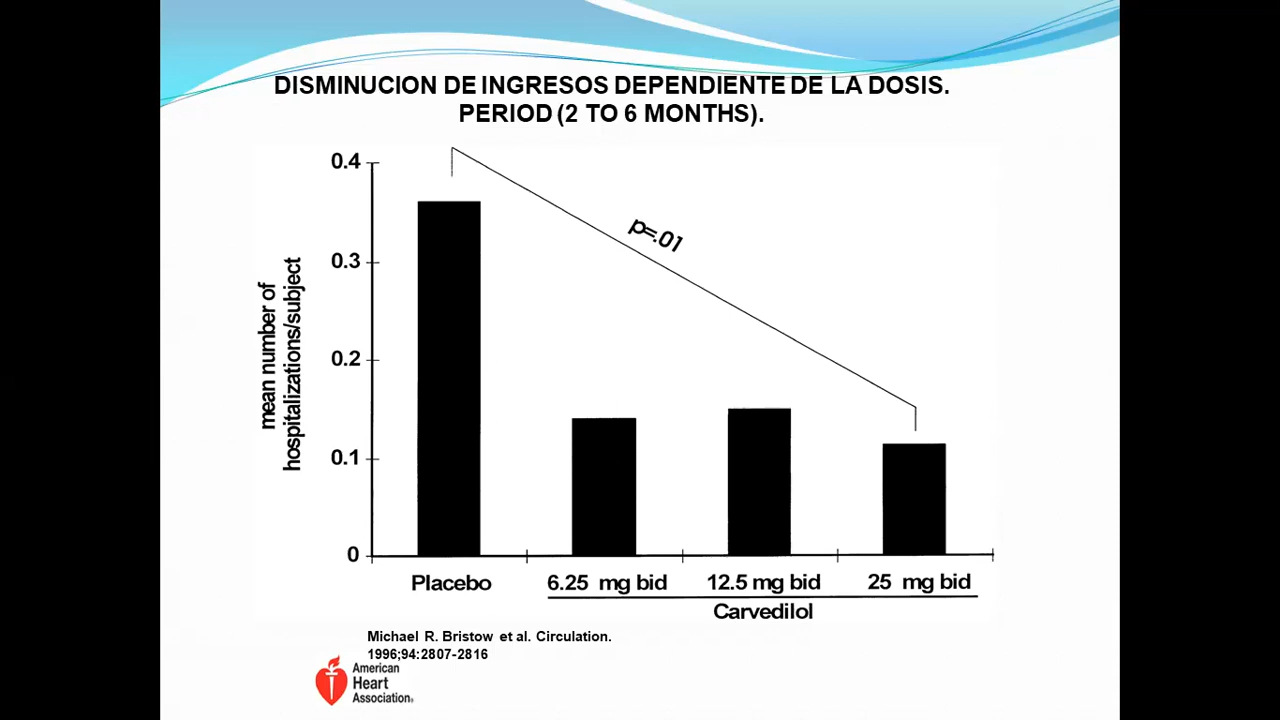 DISMINUCION DE INGRESOS DEPENDIENTE DE LA DOSIS.
PERIOD (2 TO 6 MONTHS).
0.4
0.3
0.2
0.1
0
mean number of
hospitalizations/subject
p=.01
Placebo
6.25 mg bid
12.5 mg bid
25 mg bid
Carvedilol
Michael R. Bristow et al. Circulation.
1996;94:2807-2816
American
Heart
Association®